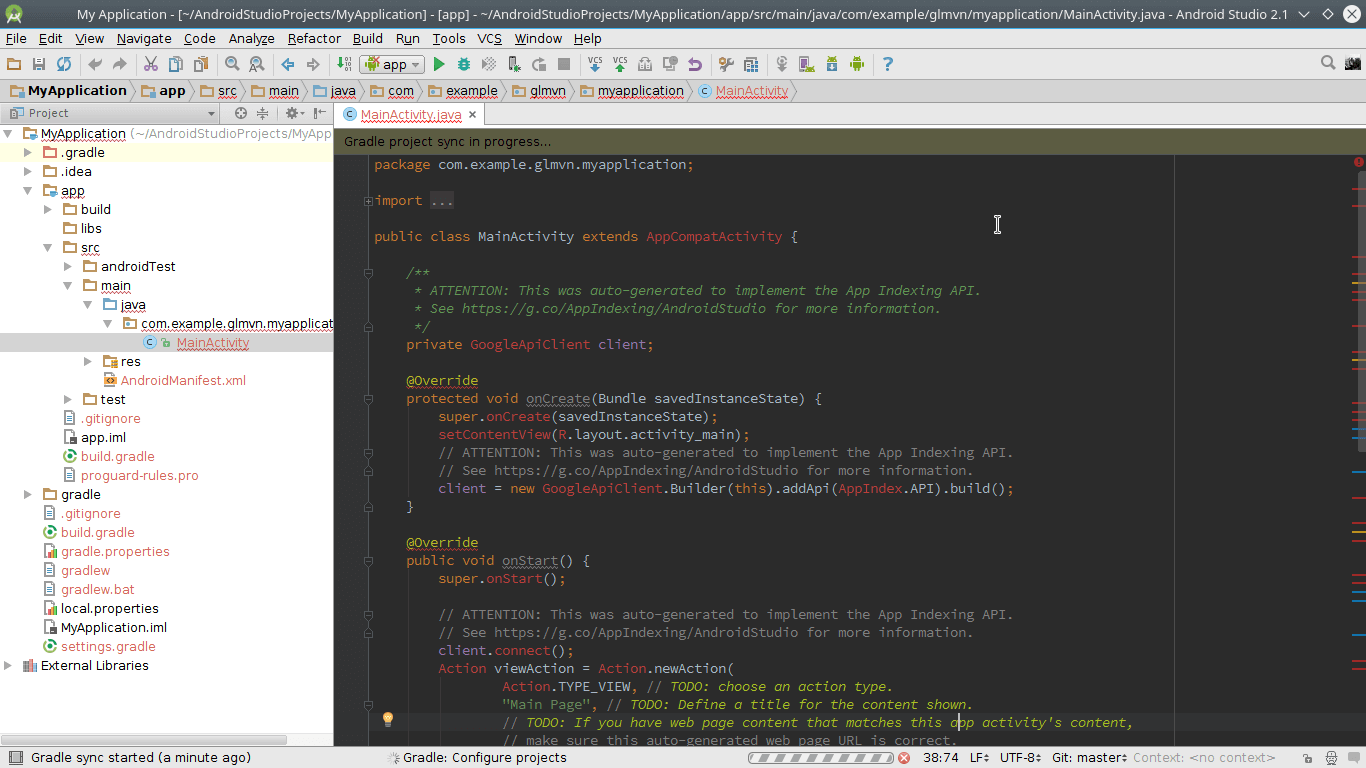 My Application - [~/AndroidStudioProjects/MyApplication] - [app] - ~/AndroidStudioProjects/MyApplication/app/src/main/java/com/example/glmvn/myapplication/MainActivity.java - Android Studio 2.1
File Edit View Navigate Code Analyze Refactor Build Run Tools VCS Window Help
app VCS VCS ?
MyApplication app src main java com example glmvn myapplication MainActivity
Project
MainActivity.java
MyApplication (~/AndroidStudioProjects/MyApp
.gradle
.idea
app
build
libs
src
androidTest
main
java
com.example.glmvn.myapplicat
MainActivity
res
AndroidManifest.xml
test
.gitignore
app.iml
build.gradle
proguard-rules.pro
gradle
.gitignore
build.gradle
gradle.properties
gradlew
gradlew.bat
local.properties
MyApplication.iml
settings.gradle
External Libraries
Gradle project sync in progress...
package com.example.glmvn.myapplication;
import ...
public class MainActivity extends AppCompatActivity {
/**
* ATTENTION: This was auto-generated to implement the App Indexing API.
* See https://g.co/AppIndexing/AndroidStudio for more information.
*/
private GoogleApiClient client;
@Override
protected void onCreate(Bundle savedInstanceState) {
super.onCreate(savedInstanceState);
setContentView(R.layout.activity_main);
// ATTENTION: This was auto-generated to implement the App Indexing API.
// See https://g.co/AppIndexing/AndroidStudio for more information.
client = new GoogleApiClient.Builder(this).addApi(AppIndex.API).build();
}
@Override
public void onStart() {
super.onStart();
// ATTENTION: This was auto-generated to implement the App Indexing API.
// See https://g.co/AppIndexing/AndroidStudio for more information.
client.connect();
Action viewAction = Action.newAction(
Action.TYPE_VIEW, // TODO: choose an action type.
"Main Page", // TODO: Define a title for the content shown.
// TODO: If you have web page content that matches this app activity's content,
// make sure this auto-generated web page URL is correct.
Gradle sync started (a minute ago) Gradle: Configure projects 38:74 LF UTF-8 Git: master Context: <no context>